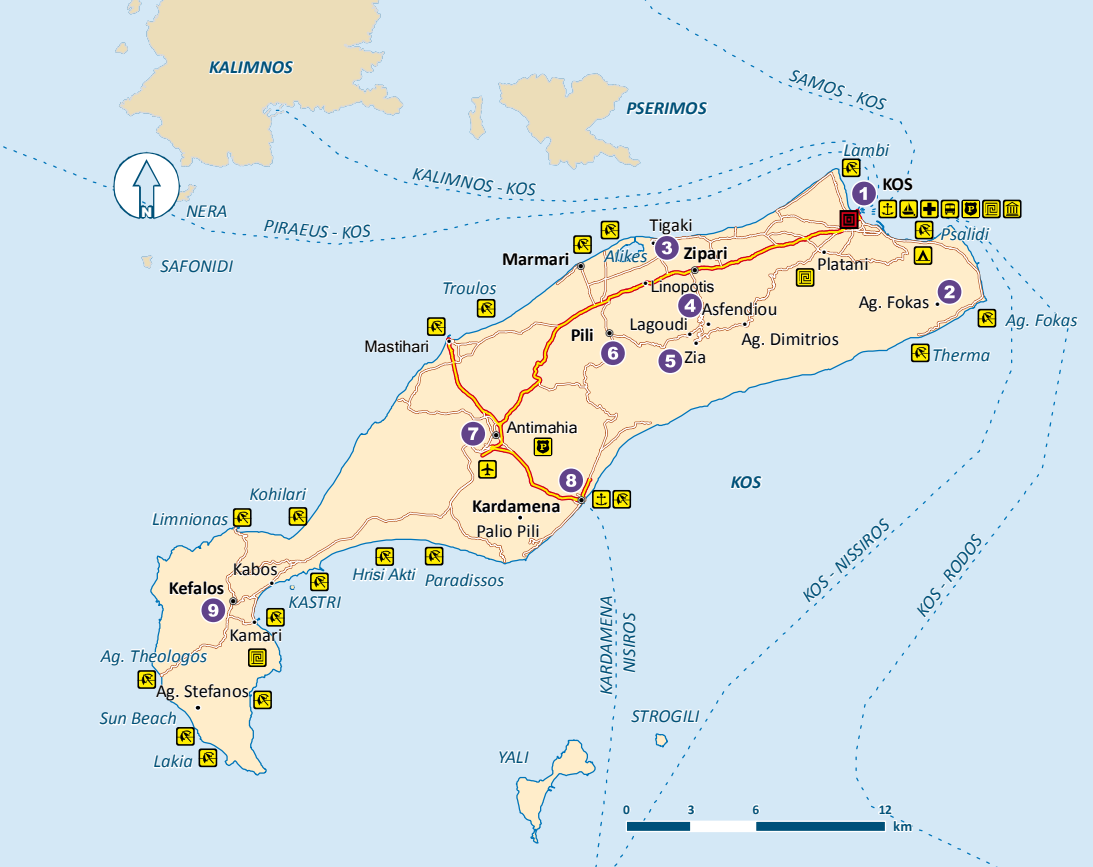 KALIMNOS
PSERIMOS
SAMOS - KOS
Lambi
KALIMNOS - KOS
1
KOS
N
NERA
PIRAEUS - KOS
Tigaki
P
Psalidi
SAFONIDI
Marmari
Alikes
3
Zipari
Platani
Troulos
Linopotis
2
Ag. Fokas
4
Asfendiou
Ag. Fokas
Mastihari
Pili
Lagoudi
Ag. Dimitrios
6
5
Zia
Therma
7
Antimahia
P
8
KOS
Kohilari
Kardamena
Limnionas
Palio Pili
KOS - NISSIROS
KOS - RODOS
Kabos
Hrisi Akti
Paradissos
Kefalos
9
KASTRI
KARDAMENA
NISIROS
Kamari
Ag. Theologos
Ag. Stefanos
Sun Beach
STROGILI
Lakia
YALI
0 3 6 12
km